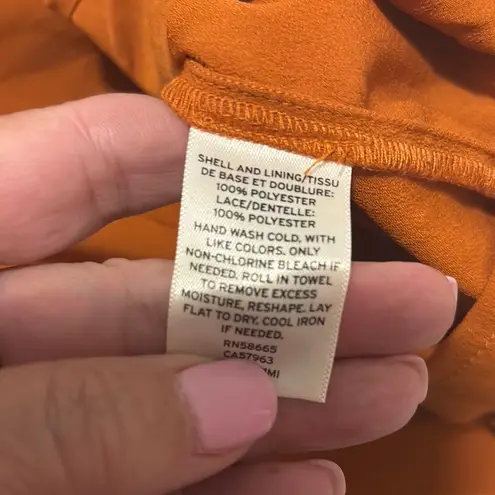 SHELL AND LINING/TISSU
DE BASE ET DOUBLURE:
100% POLYESTER
LACE/DENTELLE:
100% POLYESTER
HAND WASH COLD, WITH
LIKE COLORS. ONLY
NON-CHLORINE BLEACH IF
NEEDED. ROLL IN TOWEL
TO REMOVE EXCESS
MOISTURE, RESHAPE. LAY
FLAT TO DRY. COOL IRON
IF NEEDED.
RN58665
CA57963